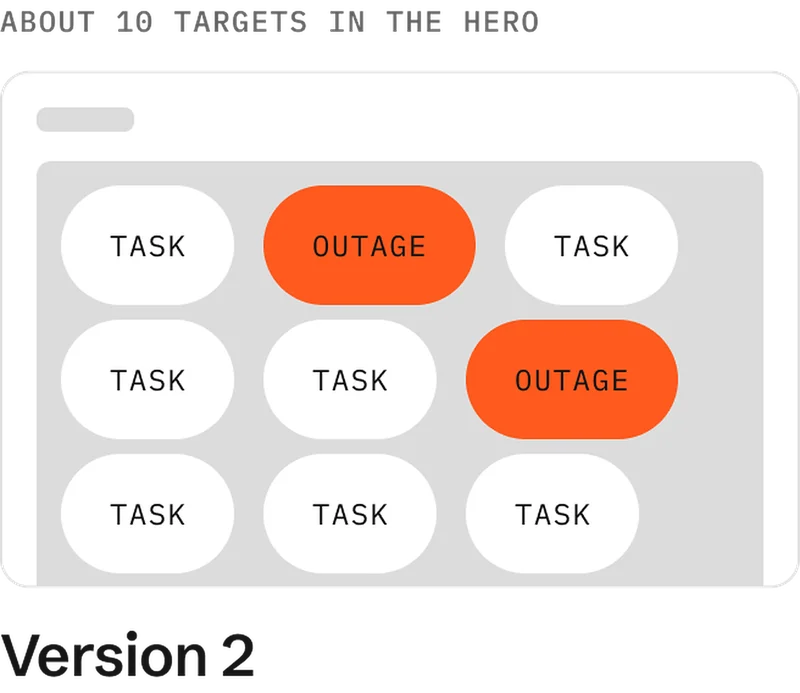 ABOUT 10 TARGETS IN THE HERO
TASK OUTAGE TASK
TASK TASK OUTAGE
TASK TASK TASK
Version 2